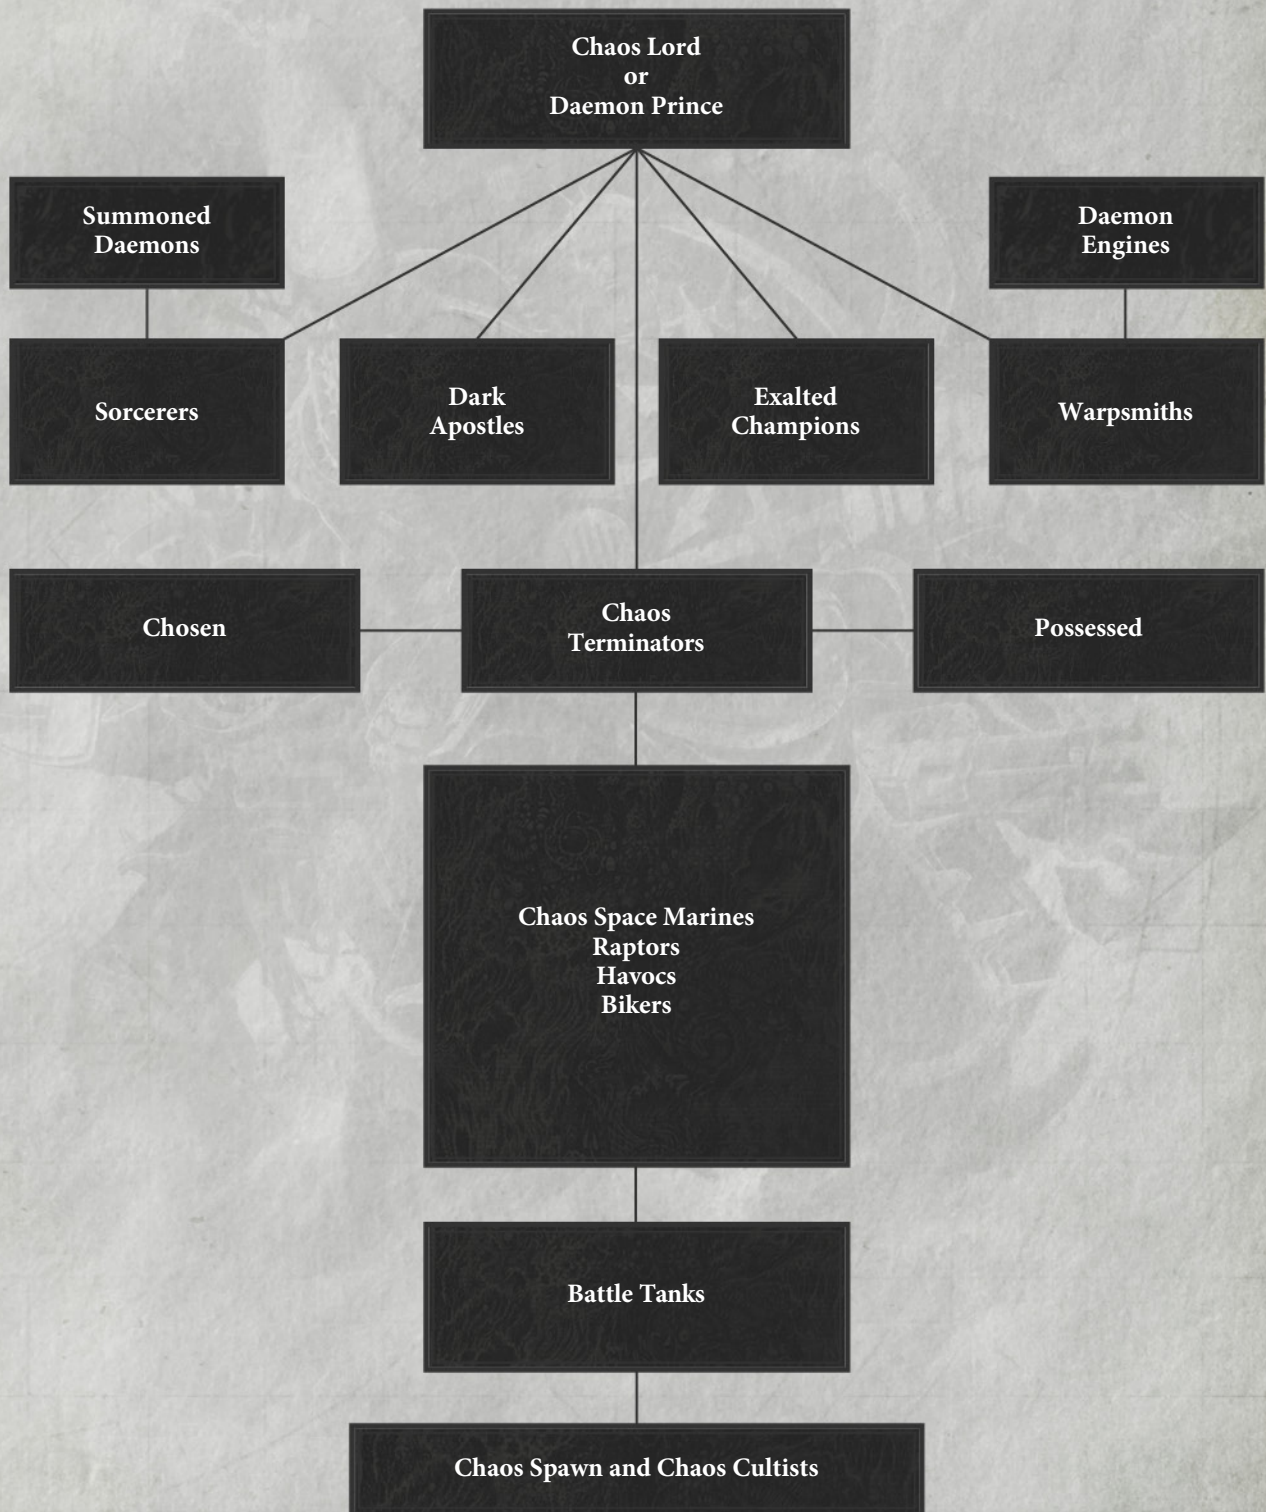 Chaos Lord
or
Daemon Prince
Summoned
Daemons
Daemon
Engines
Sorcerers
Dark
Apostles
Exalted
Champions
Warpsmiths
Chosen
Chaos
Terminators
Possessed
Chaos Space Marines
Raptors
Havocs
Bikers
Battle Tanks
Chaos Spawn and Chaos Cultists